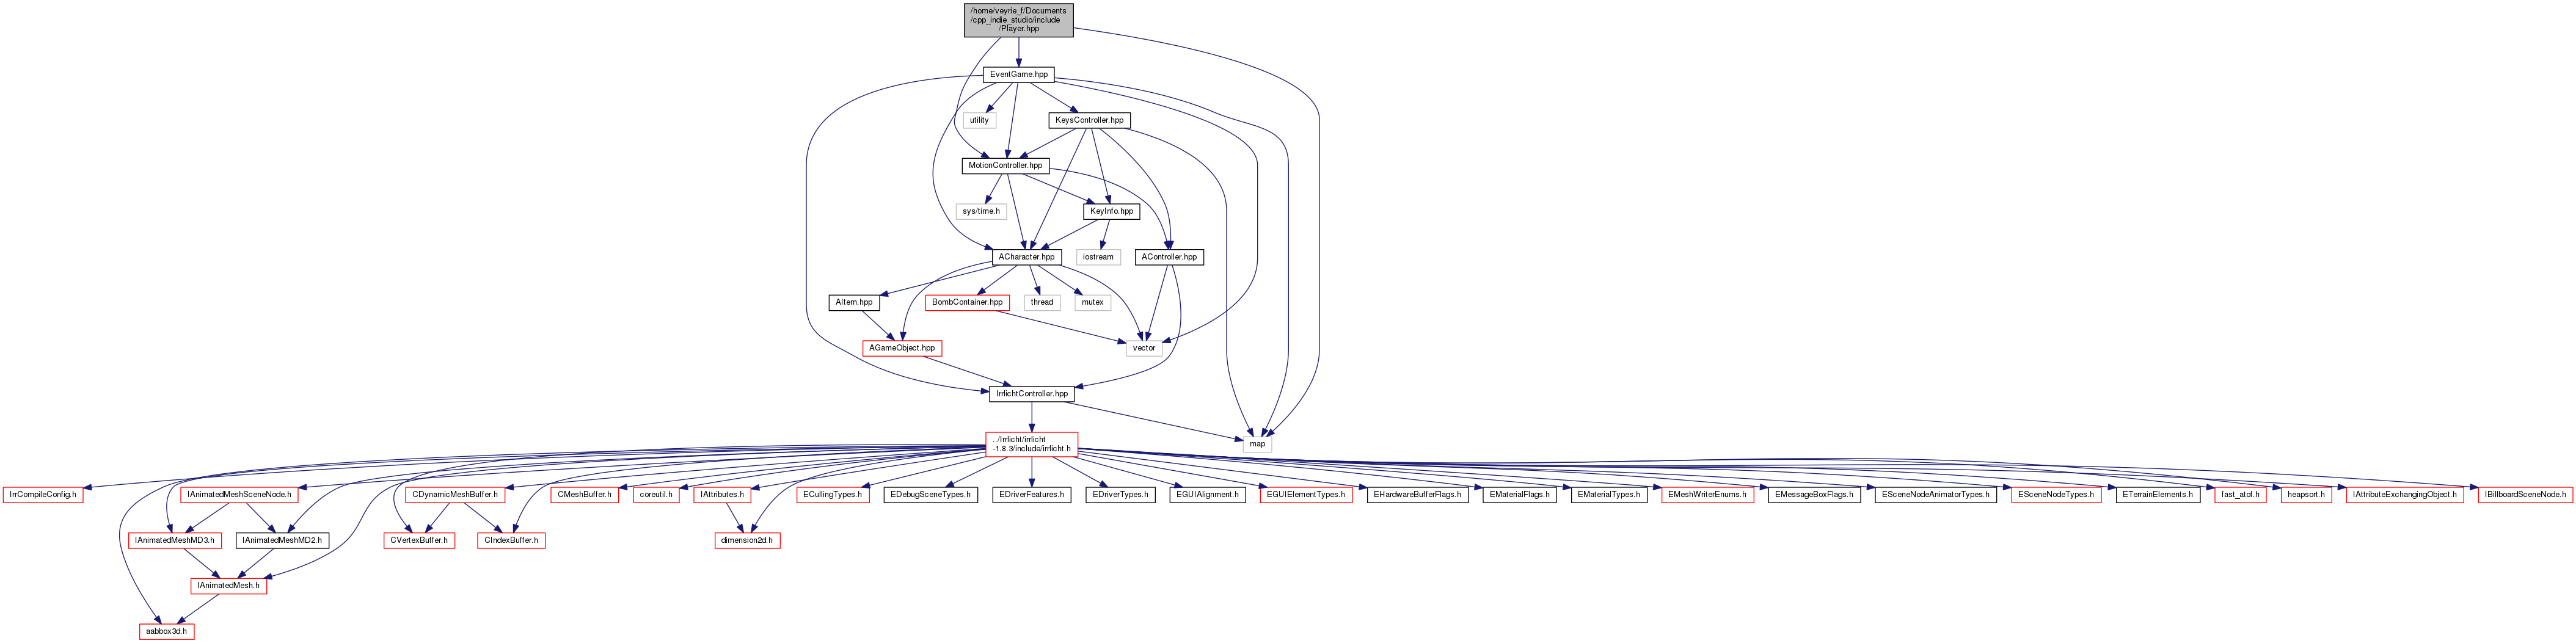 /home/veyrie_f/Documents
/cpp_indie_studio/include
/Player.hpp
EventGame.hpp
utility
KeysController.hpp
MotionController.hpp
sys/time.h
KeyInfo.hpp
ACharacter.hpp
iostream
AController.hpp
AItem.hpp
BombContainer.hpp
thread
mutex
AGameObject.hpp
vector
IrrlichtController.hpp
../Irrlicht/irrlicht
-1.8.3/include/irrlicht.h
map
IrrCompileConfig.h
IAnimatedMeshSceneNode.h
CDynamicMeshBuffer.h
CMeshBuffer.h
coreutil.h
IAttributes.h
ECullingTypes.h
EDebugSceneTypes.h
EDriverFeatures.h
EDriverTypes.h
EGUIAlignment.h
EGUIElementTypes.h
EHardwareBufferFlags.h
EMaterialFlags.h
EMaterialTypes.h
EMeshWriterEnums.h
EMessageBoxFlags.h
ESceneNodeAnimatorTypes.h
ESceneNodeTypes.h
ETerrainElements.h
fast_atof.h
heapsort.h
IAttributeExchangingObject.h
IBillboardSceneNode.h
IAnimatedMeshMD3.h
IAnimatedMeshMD2.h
CVertexBuffer.h
CIndexBuffer.h
dimension2d.h
IAnimatedMesh.h
aabbox3d.h